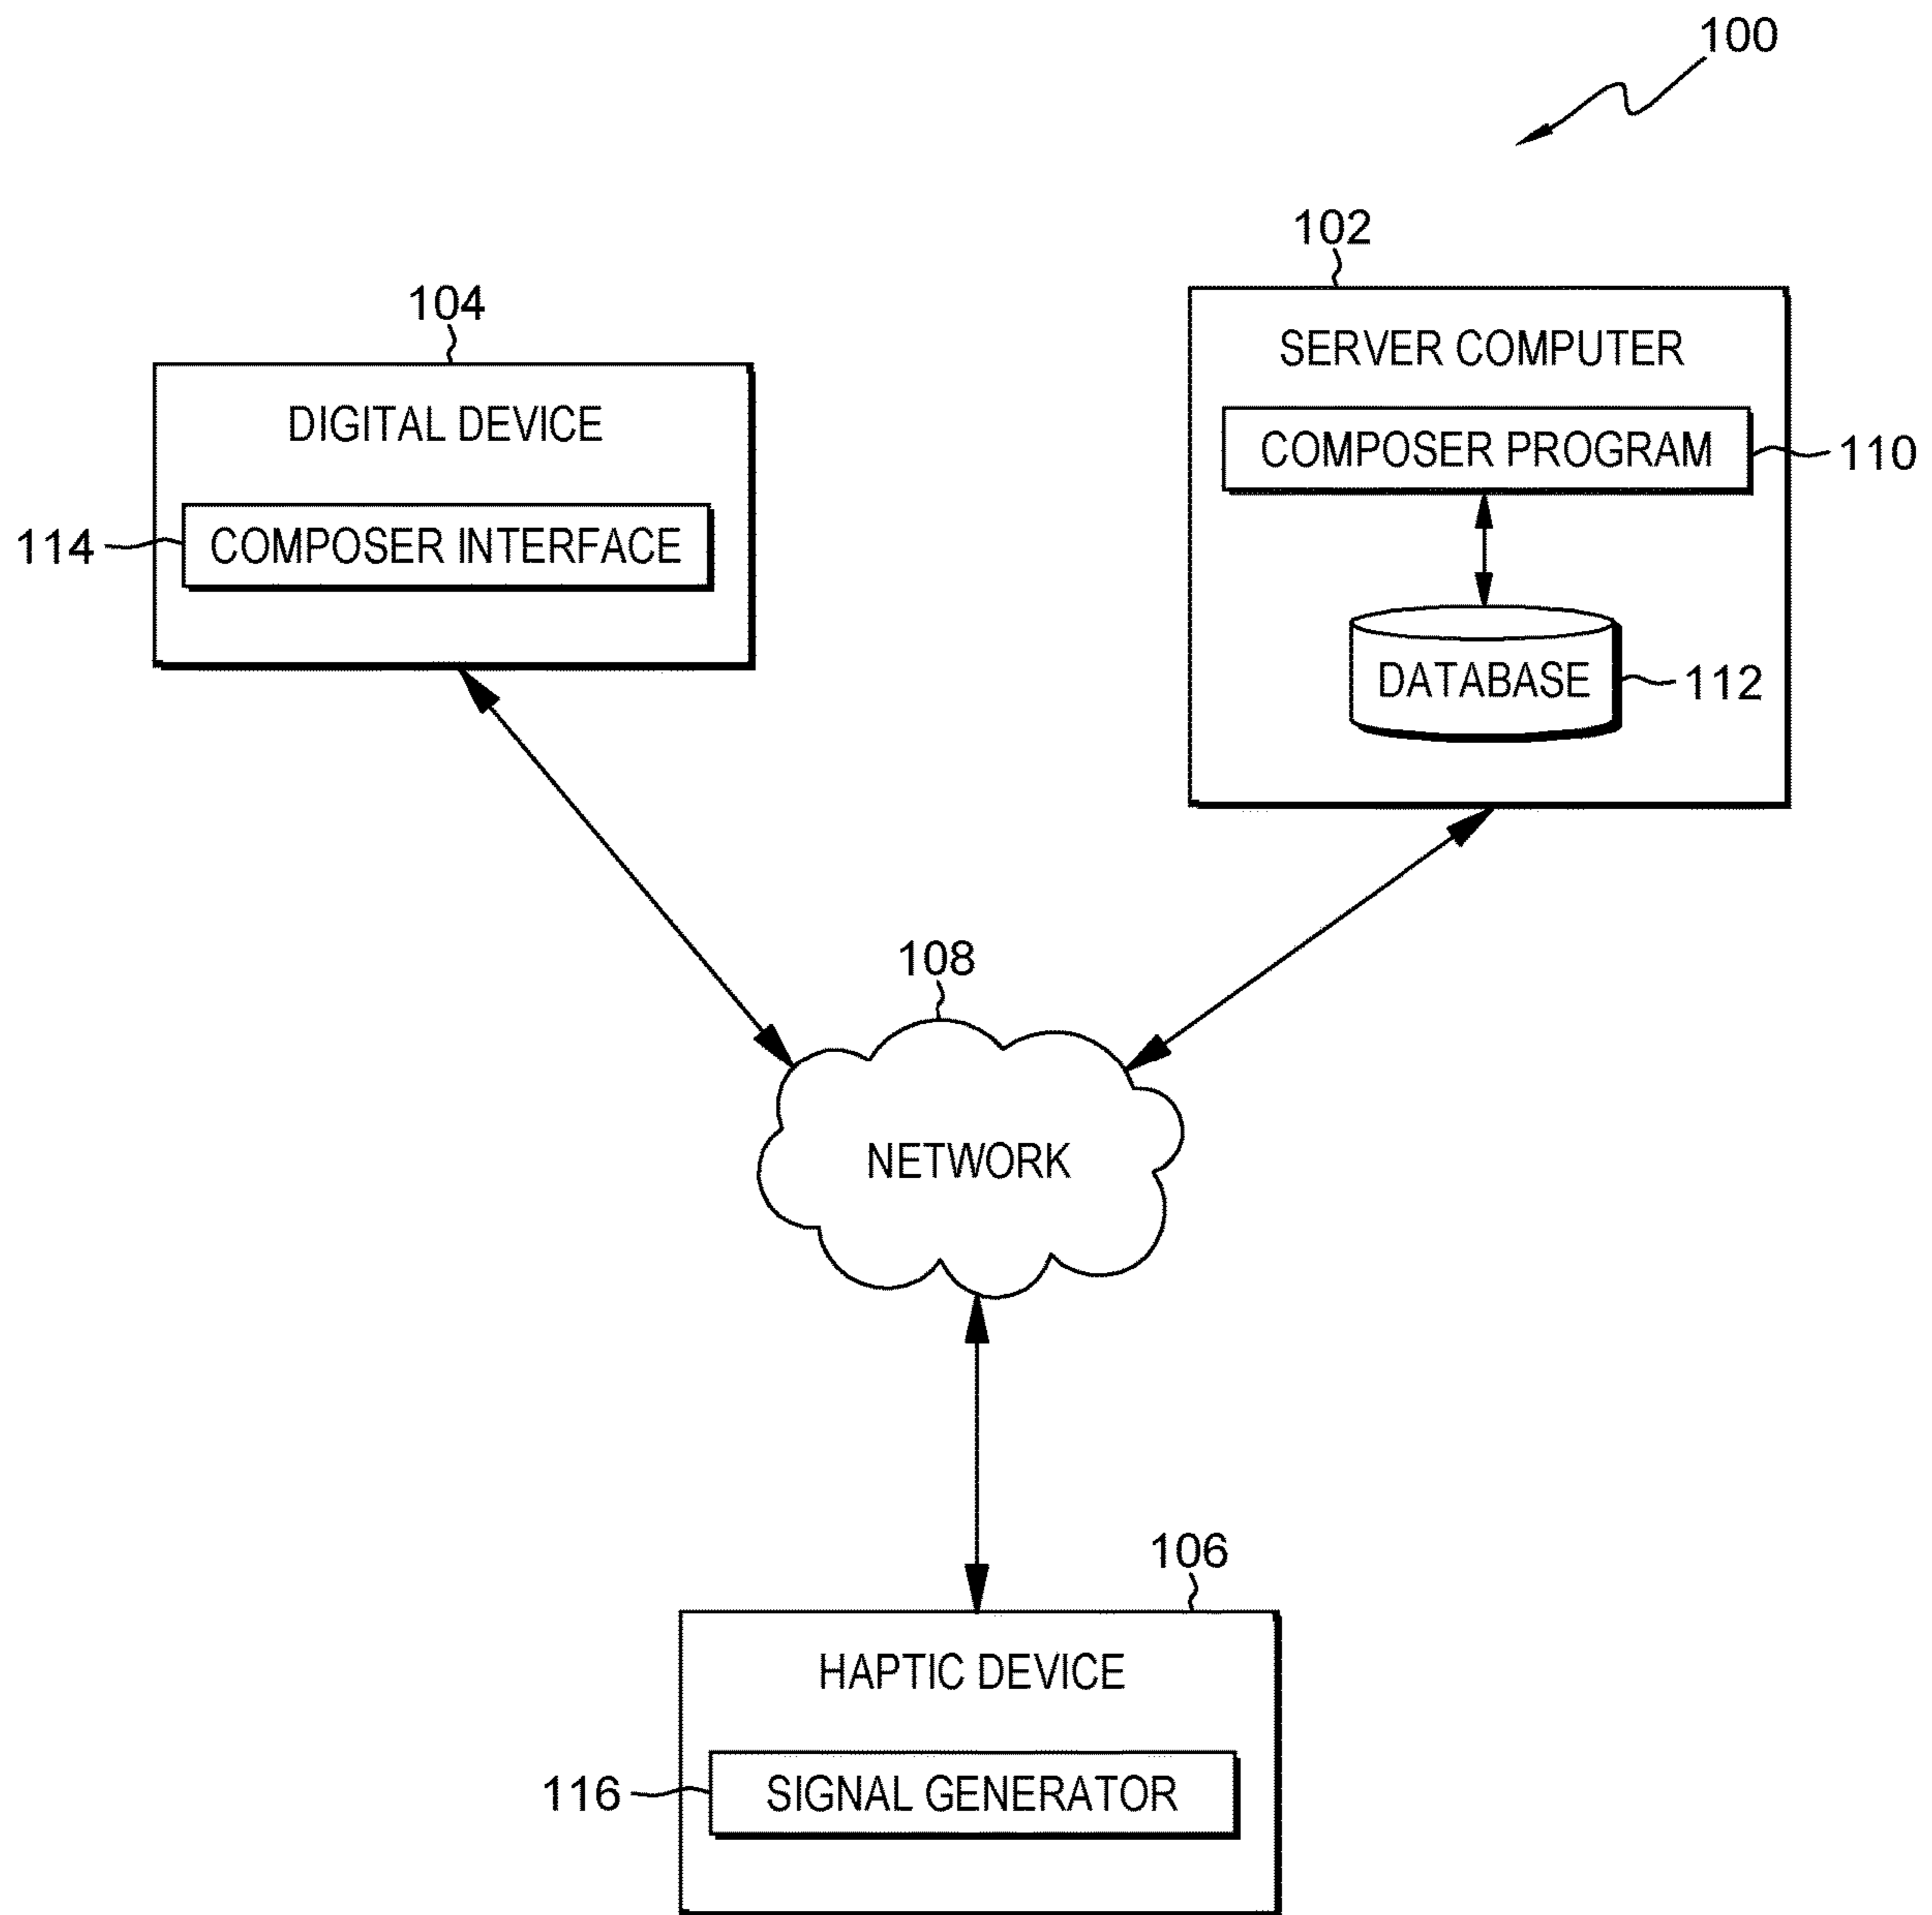 100
102
104
SERVER COMPUTER
DIGITAL DEVICE
COMPOSER PROGRAM
110
114
COMPOSER INTERFACE
DATABASE
112
108
NETWORK
106
HAPTIC DEVICE
116
SIGNAL GENERATOR